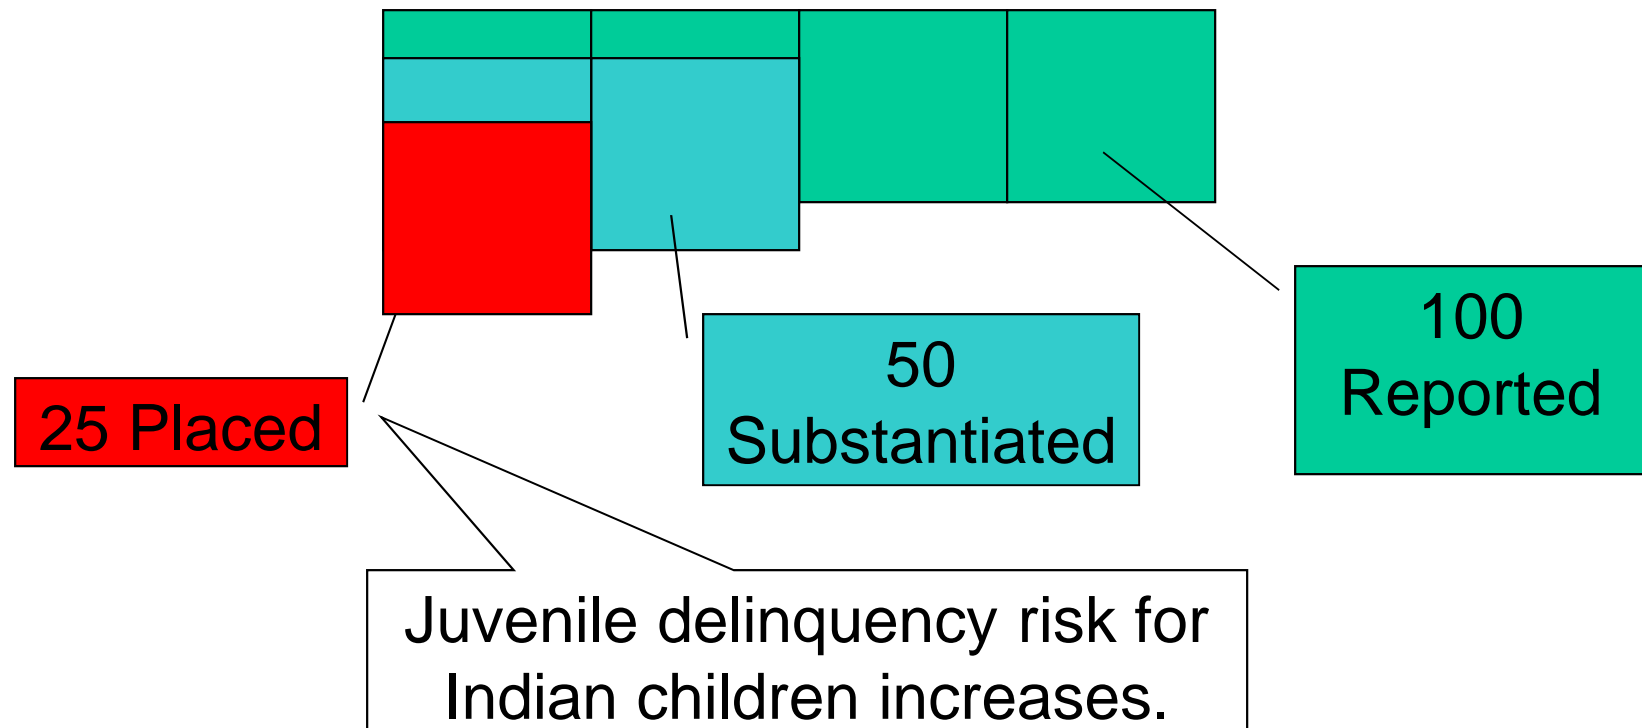 100
Reported
50
Substantiated
25 Placed
Juvenile delinquency risk for
Indian children increases.